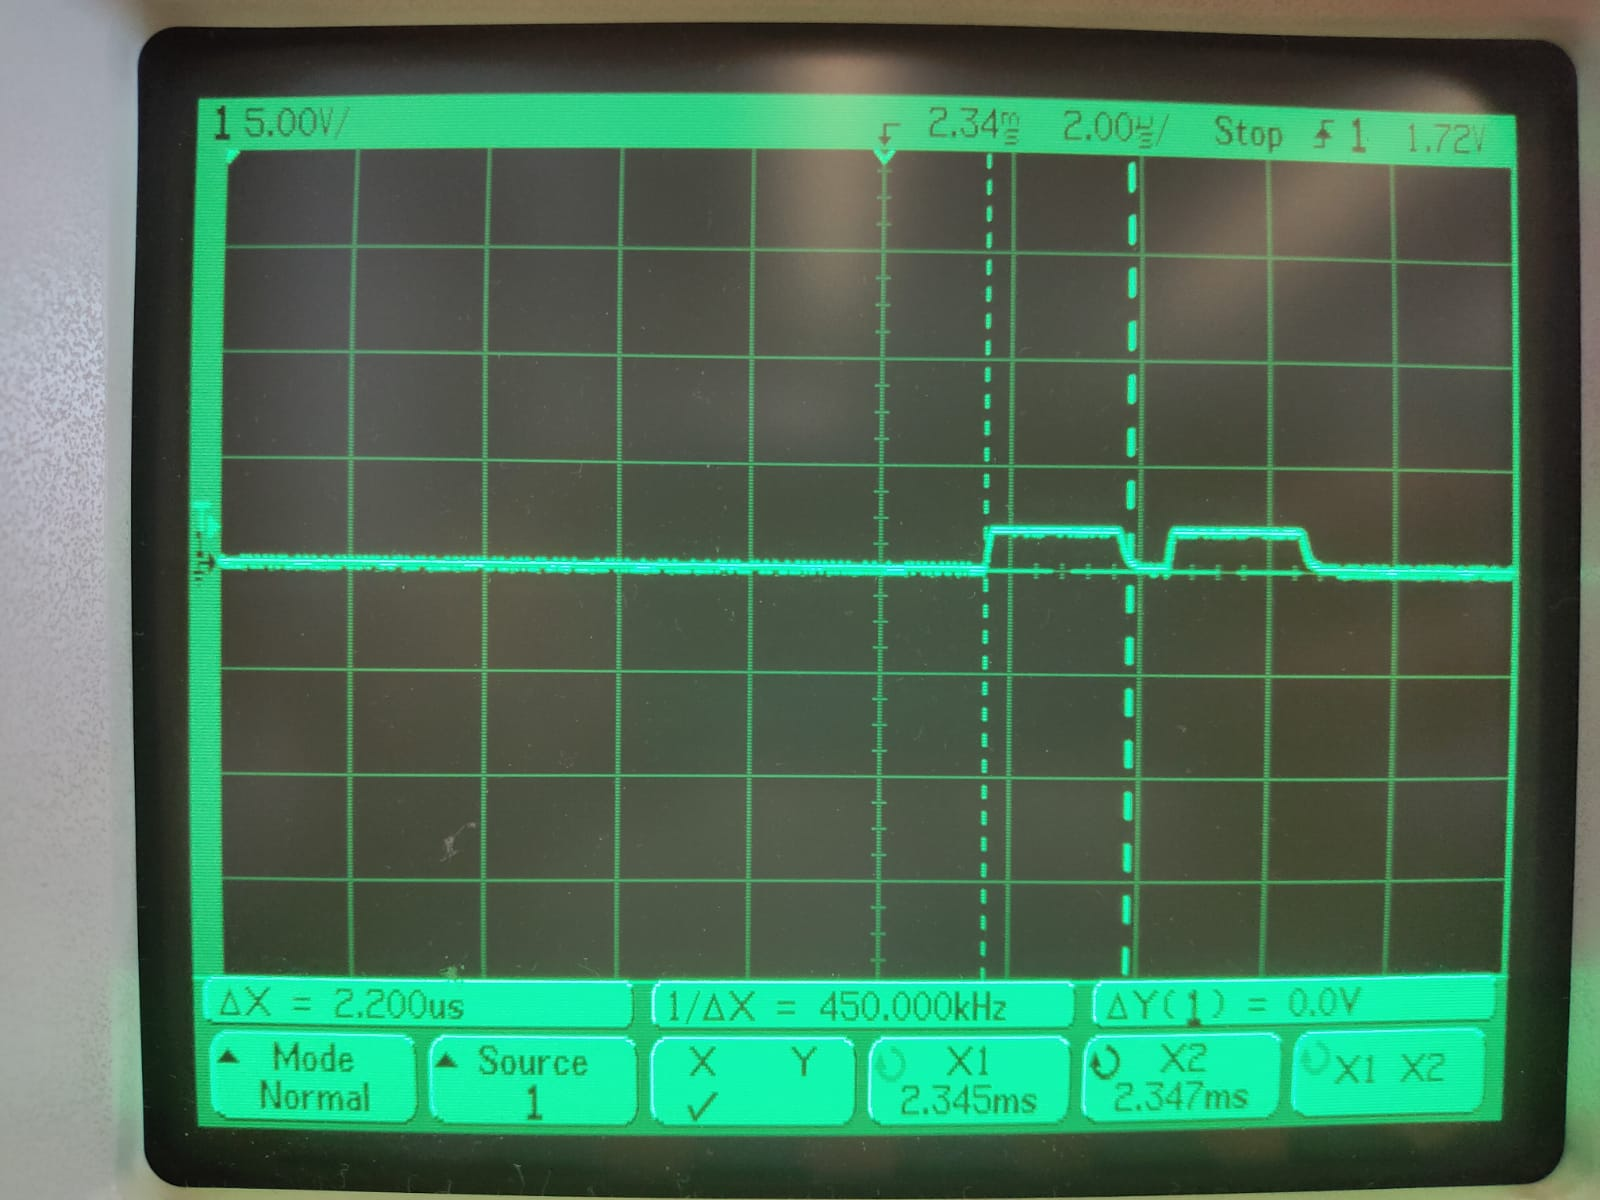 1 5.00V/ 2.34ms 2.00us/ Stop 1 1.72V
ΔX = 2.200us 1/ΔX = 450.000kHz ΔY(1) = 0.0V
Mode Source X Y X1 X2 X1 X2
Normal 1 ✓ 2.345ms 2.347ms